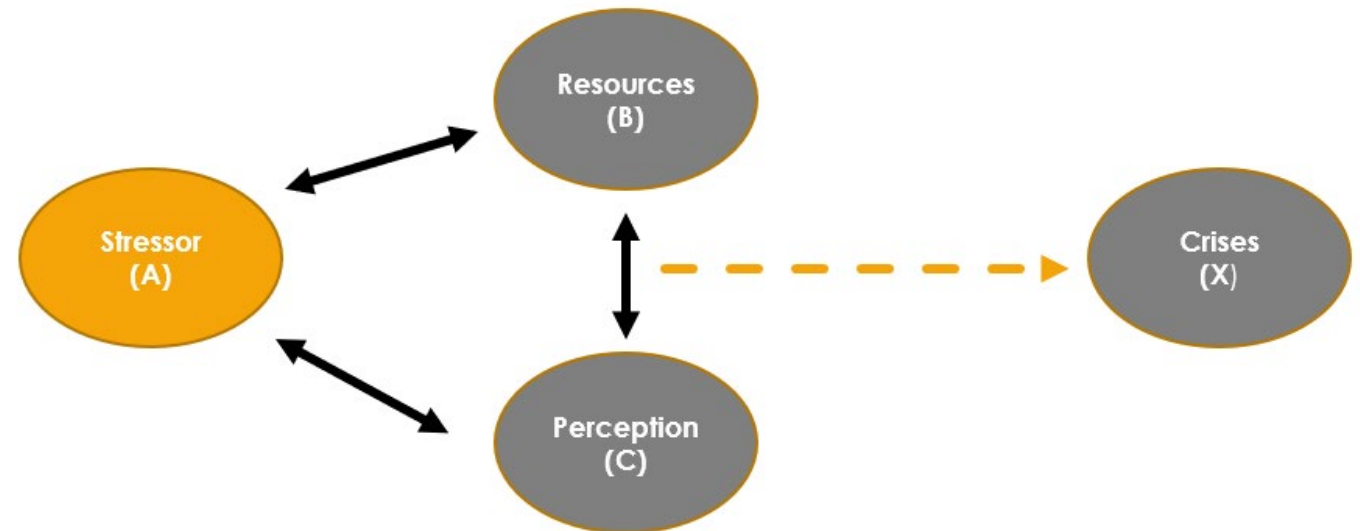 Resources
(B)
Stressor
(A)
Crises
(X)
Perception
(C)